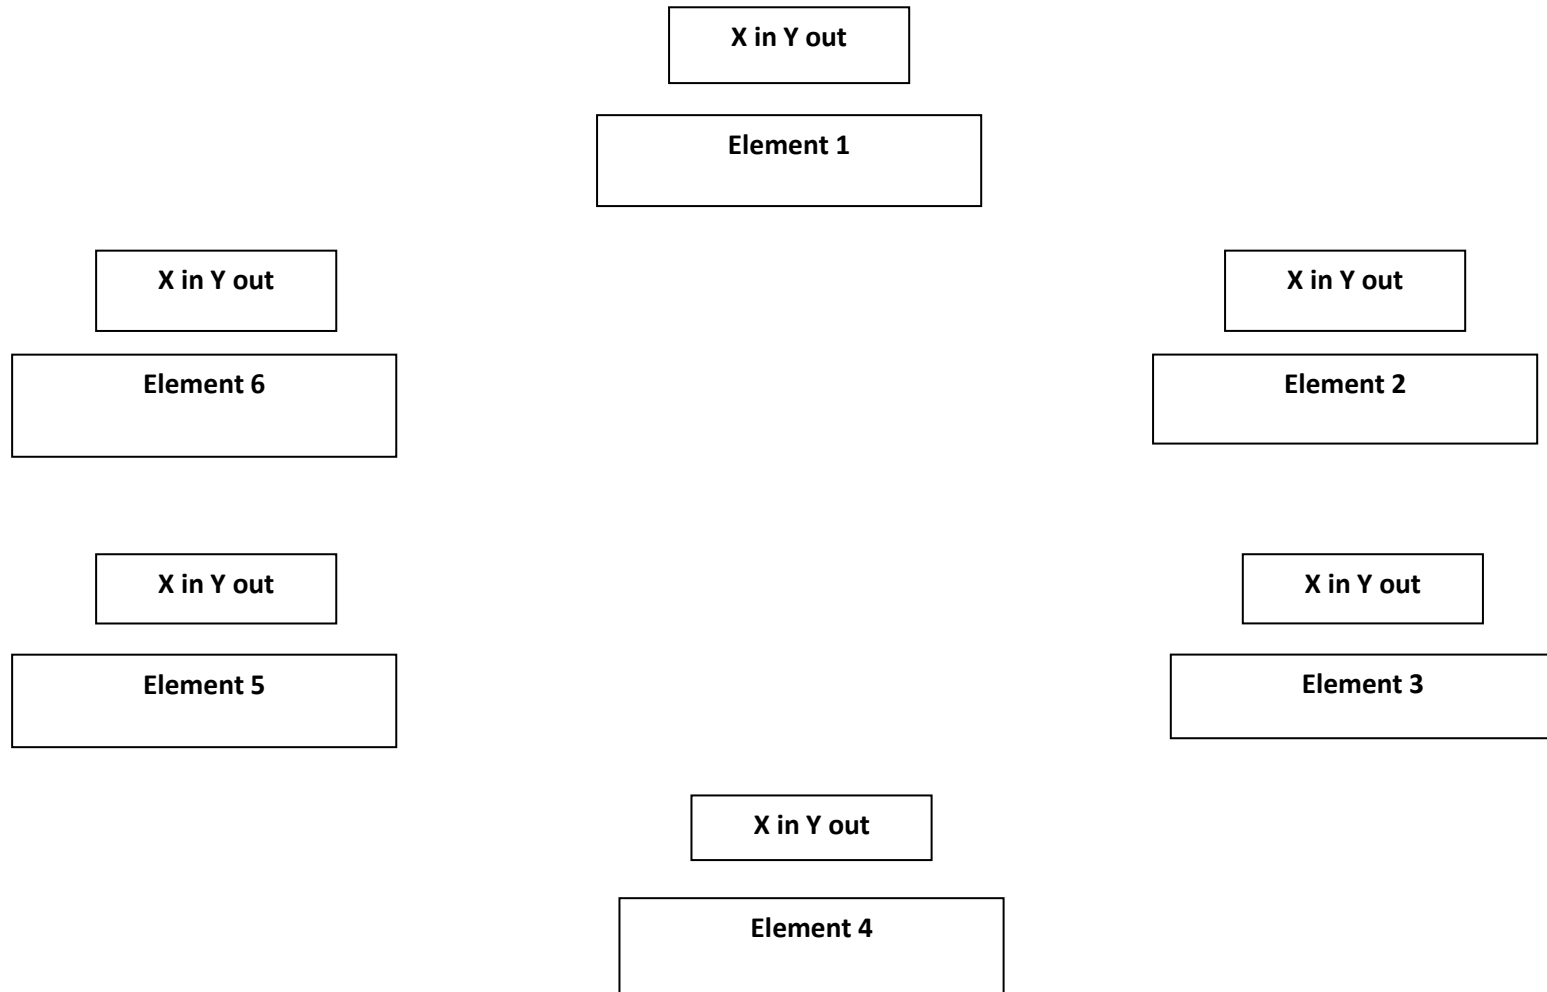 X in Y out
Element 1
X in Y out
X in Y out
Element 6
Element 2
X in Y out
X in Y out
Element 5
Element 3
X in Y out
Element 4